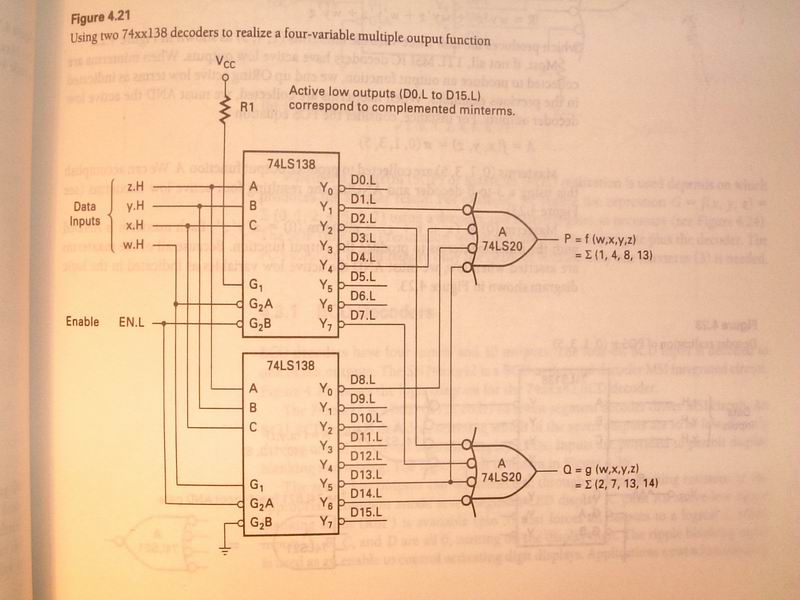 Figure 4.21
Using two 74xx138 decoders to realize a four-variable multiple output function
VCC
R1
Active low outputs (D0.L to D15.L)
correspond to complemented minterms.
74LS138
Data
Inputs
z.H
y.H
x.H
w.H
A
B
C
G1
G2A
G2B
Y0
Y1
Y2
Y3
Y4
Y5
Y6
Y7
D0.L
D1.L
D2.L
D3.L
D4.L
D5.L
D6.L
D7.L
A
74LS20
P = f (w,x,y,z)
= Σ (1, 4, 8, 13)
Enable EN.L
74LS138
A
B
C
G1
G2A
G2B
Y0
Y1
Y2
Y3
Y4
Y5
Y6
Y7
D8.L
D9.L
D10.L
D11.L
D12.L
D13.L
D14.L
D15.L
A
74LS20
Q = g (w,x,y,z)
= Σ (2, 7, 13, 14)